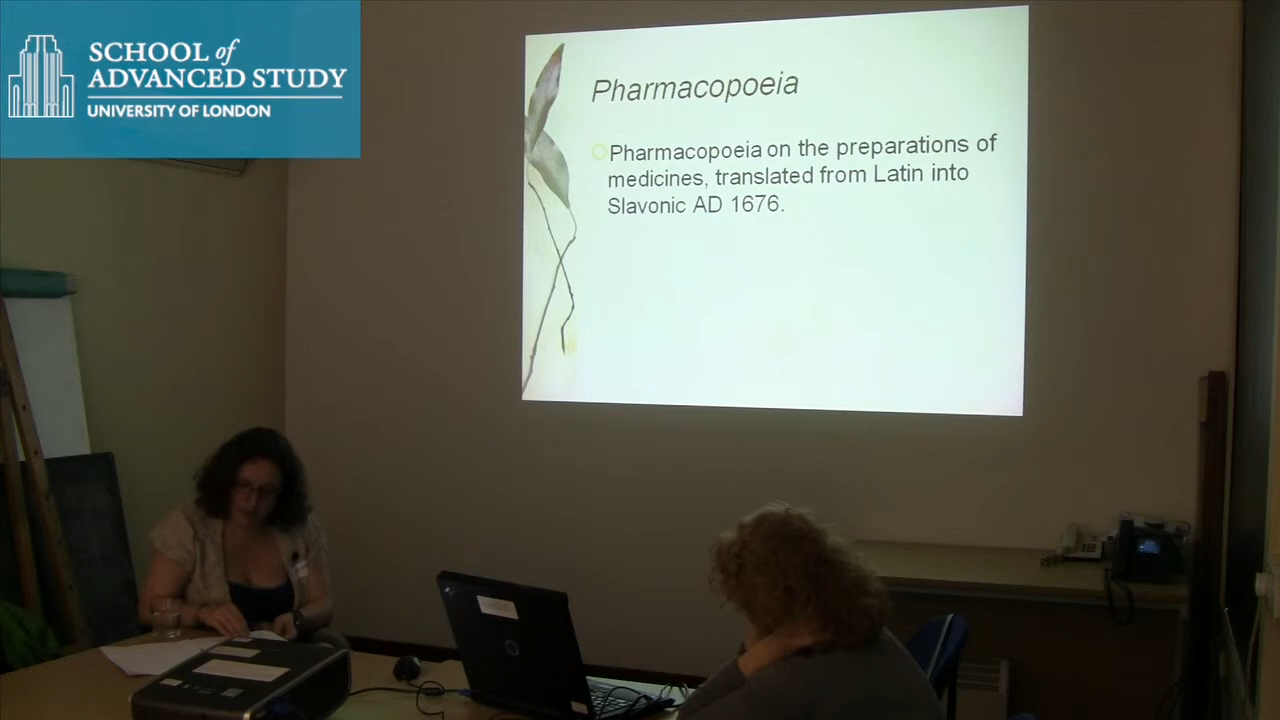 SCHOOL of
ADVANCED STUDY
UNIVERSITY OF LONDON
Pharmacopoeia
Pharmacopoeia on the preparations of
medicines, translated from Latin into
Slavonic AD 1676.